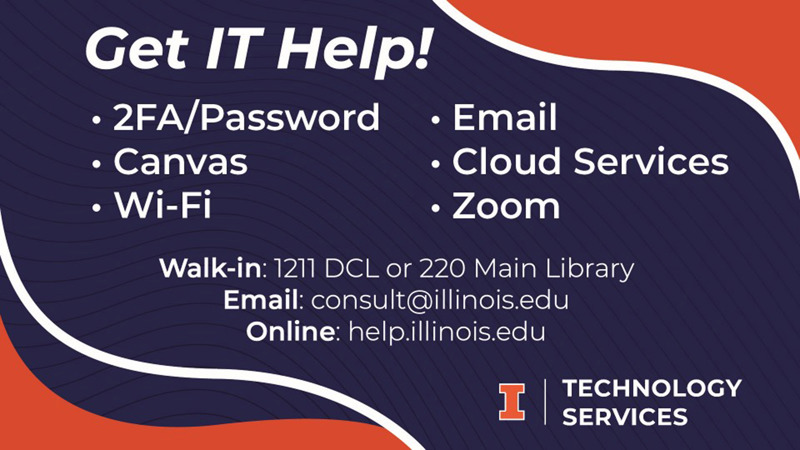 Get IT Help!
• 2FA/Password
• Canvas
• Wi-Fi
• Email
• Cloud Services
• Zoom
Walk-in: 1211 DCL or 220 Main Library
Email: consult@illinois.edu
Online: help.illinois.edu
I
TECHNOLOGY
SERVICES